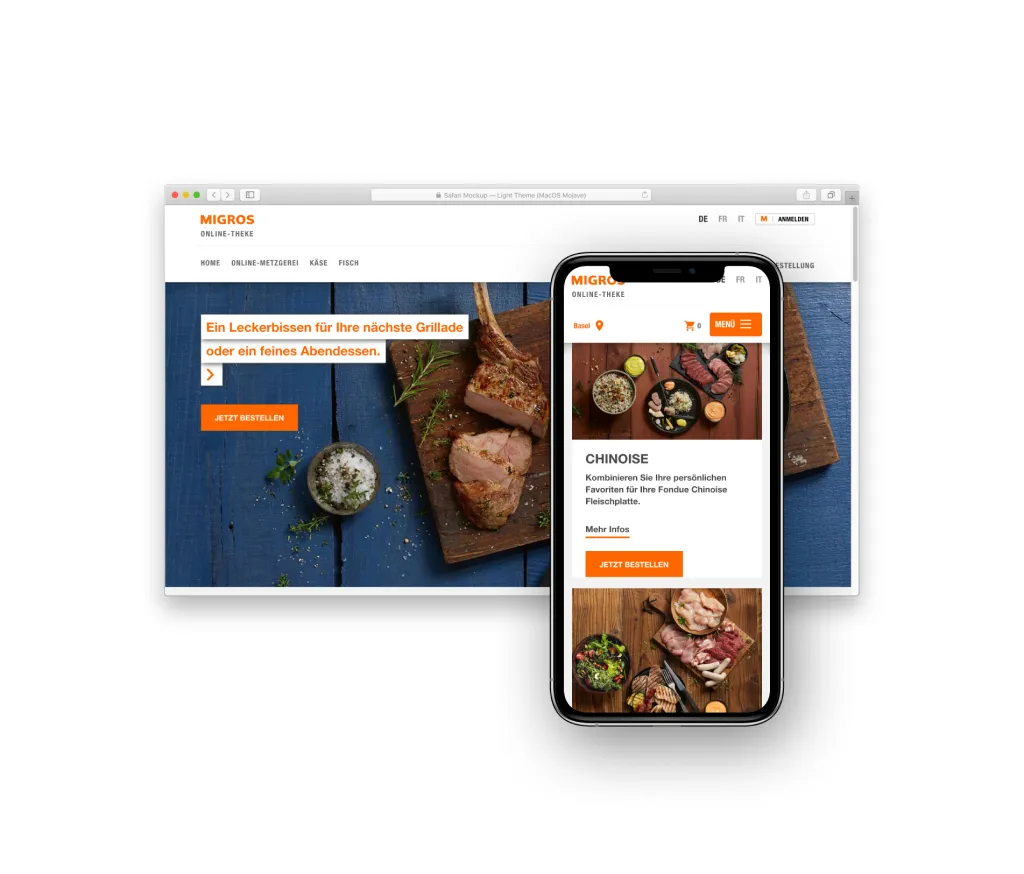 Safari Mockup — Light Theme (MacOS Mojave)
MIGROS
ONLINE-THEKE
DE FR IT M ANMELDEN
HOME ONLINE-METZGEREI KÄSE FISCH
ESTELLUNG
Ein Leckerbissen für Ihre nächste Grillade
oder ein feines Abendessen.
JETZT BESTELLEN
MIGROS
DE FR IT
ONLINE-THEKE
Basel 0 MENÜ
CHINOISE
Kombinieren Sie Ihre persönlichen
Favoriten für Ihre Fondue Chinoise
Fleischplatte.
Mehr Infos
JETZT BESTELLEN